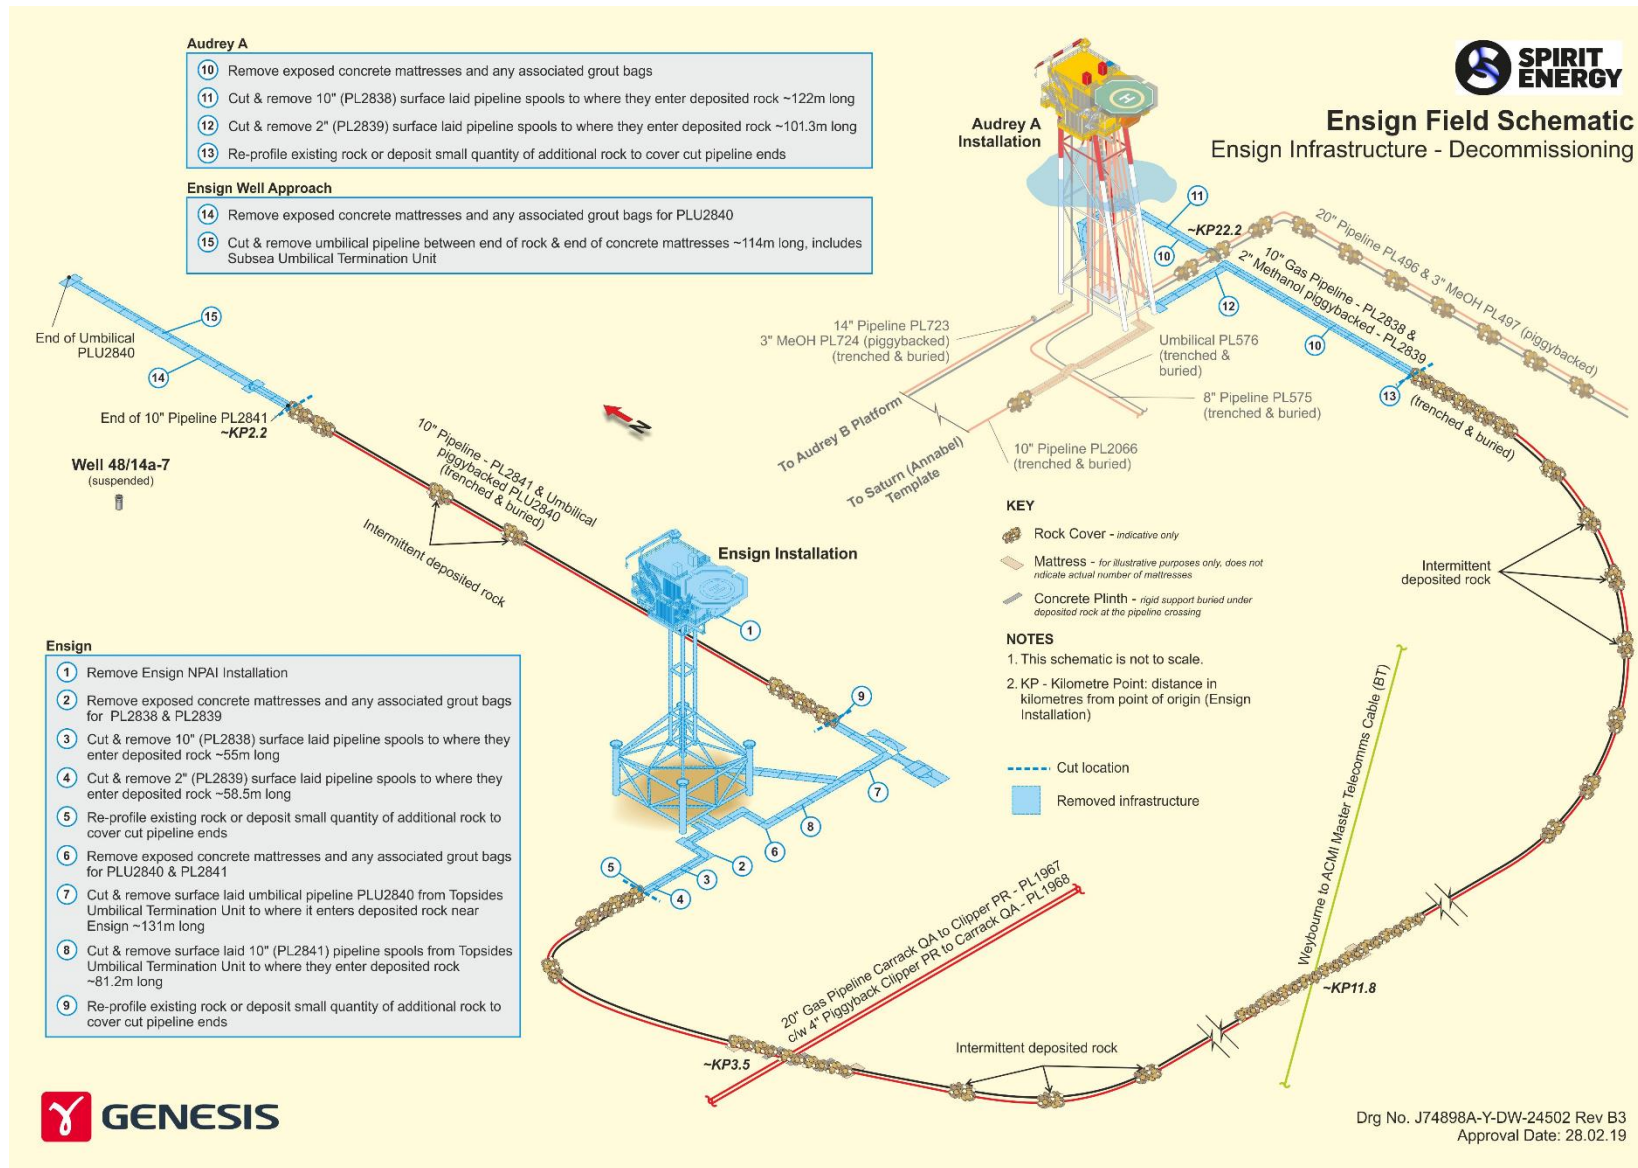 Audrey A
10 Remove exposed concrete mattresses and any associated grout bags
11 Cut & remove 10" (PL2838) surface laid pipeline spools to where they enter deposited rock ~122m long
12 Cut & remove 2" (PL2839) surface laid pipeline spools to where they enter deposited rock ~101.3m long
13 Re-profile existing rock or deposit small quantity of additional rock to cover cut pipeline ends
Ensign Well Approach
14 Remove exposed concrete mattresses and any associated grout bags for PLU2840
15 Cut & remove umbilical pipeline between end of rock & end of concrete mattresses ~114m long, includes
Subsea Umbilical Termination Unit
SPIRIT
ENERGY
Ensign Field Schematic
Ensign Infrastructure - Decommissioning
Audrey A
Installation
H
11
~KP22.2
10
12
20" Pipeline PL496 & 3" MeOH PL497 (piggybacked)
10" Gas Pipeline - PL2838 &
2" Methanol piggybacked - PL2839
10
13
(trenched & buried)
14" Pipeline PL723
3" MeOH PL724 (piggybacked)
(trenched & buried)
Umbilical PL576
(trenched &
buried)
8" Pipeline PL575
(trenched & buried)
To Audrey B Platform
To Saturn (Annabel)
Template
10" Pipeline PL2066
(trenched & buried)
15
End of Umbilical
PLU2840
14
End of 10" Pipeline PL2841
~KP2.2
Well 48/14a-7
(suspended)
N
10" Pipeline - PL2841 & Umbilical
piggybacked PLU2840
(trenched & buried)
Intermittent deposited rock
Ensign Installation
H
1
9
7
8
6
2
3
4
5
KEY
Rock Cover - indicative only
Mattress - for illustrative purposes only, does not
ndicate actual number of mattresses
Concrete Plinth - rigid support buried under
deposited rock at the pipeline crossing
NOTES
1. This schematic is not to scale.
2. KP - Kilometre Point: distance in
kilometres from point of origin (Ensign
Installation)
Cut location
Removed infrastructure
Intermittent
deposited rock
Weybourne to ACMI Master Telecomms Cable (BT)
~KP11.8
20" Gas Pipeline Carrack QA to Clipper PR - PL1967
c/w 4" Piggyback Clipper PR to Carrack QA - PL1968
~KP3.5
Intermittent deposited rock
Ensign
1 Remove Ensign NPAI Installation
2 Remove exposed concrete mattresses and any associated grout bags
for PL2838 & PL2839
3 Cut & remove 10" (PL2838) surface laid pipeline spools to where they
enter deposited rock ~55m long
4 Cut & remove 2" (PL2839) surface laid pipeline spools to where they
enter deposited rock ~58.5m long
5 Re-profile existing rock or deposit small quantity of additional rock to
cover cut pipeline ends
6 Remove exposed concrete mattresses and any associated grout bags
for PLU2840 & PL2841
7 Cut & remove surface laid umbilical pipeline PLU2840 from Topsides
Umbilical Termination Unit to where it enters deposited rock near
Ensign ~131m long
8 Cut & remove surface laid 10" (PL2841) pipeline spools from Topsides
Umbilical Termination Unit to where they enter deposited rock
~81.2m long
9 Re-profile existing rock or deposit small quantity of additional rock to
cover cut pipeline ends
GENESIS
Drg No. J74898A-Y-DW-24502 Rev B3
Approval Date: 28.02.19